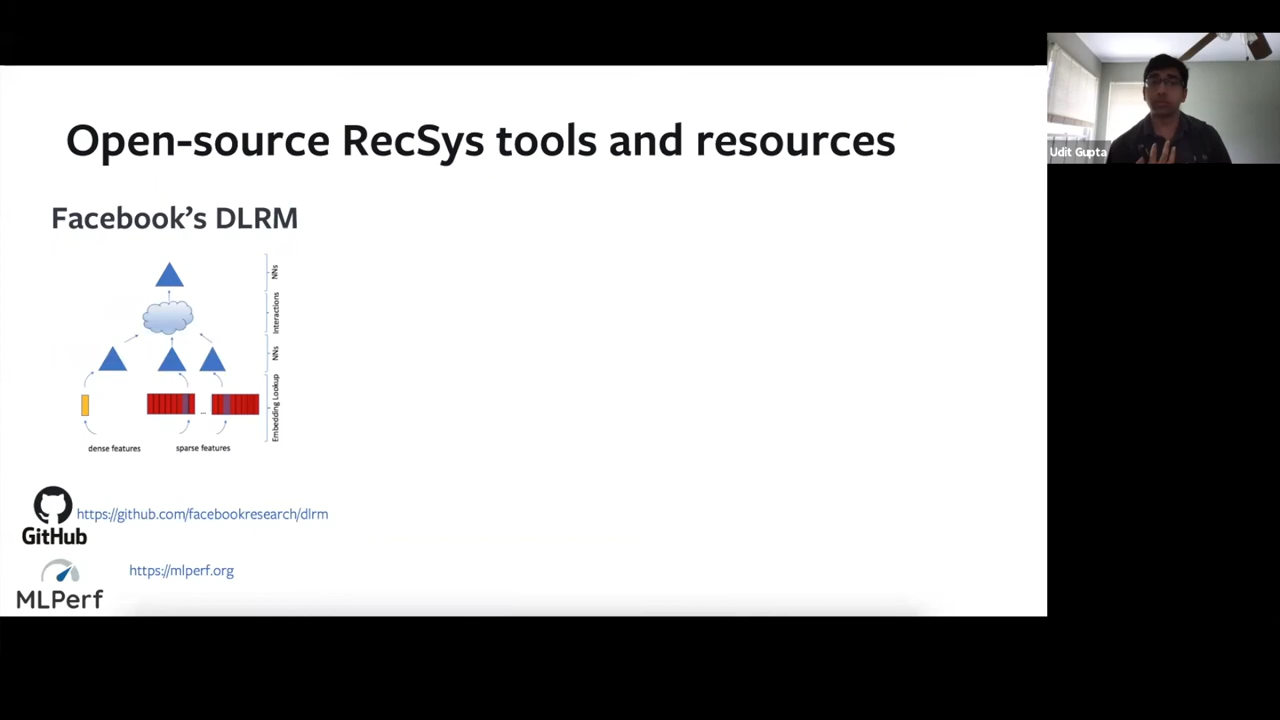 Open-source RecSys tools and resources
Udit Gupta
Facebook's DLRM
NNs
Interactions
NNs
Embedding Lookup
...
dense features
sparse features
GitHub
https://github.com/facebookresearch/dlrm
https://mlperf.org
MLPerf